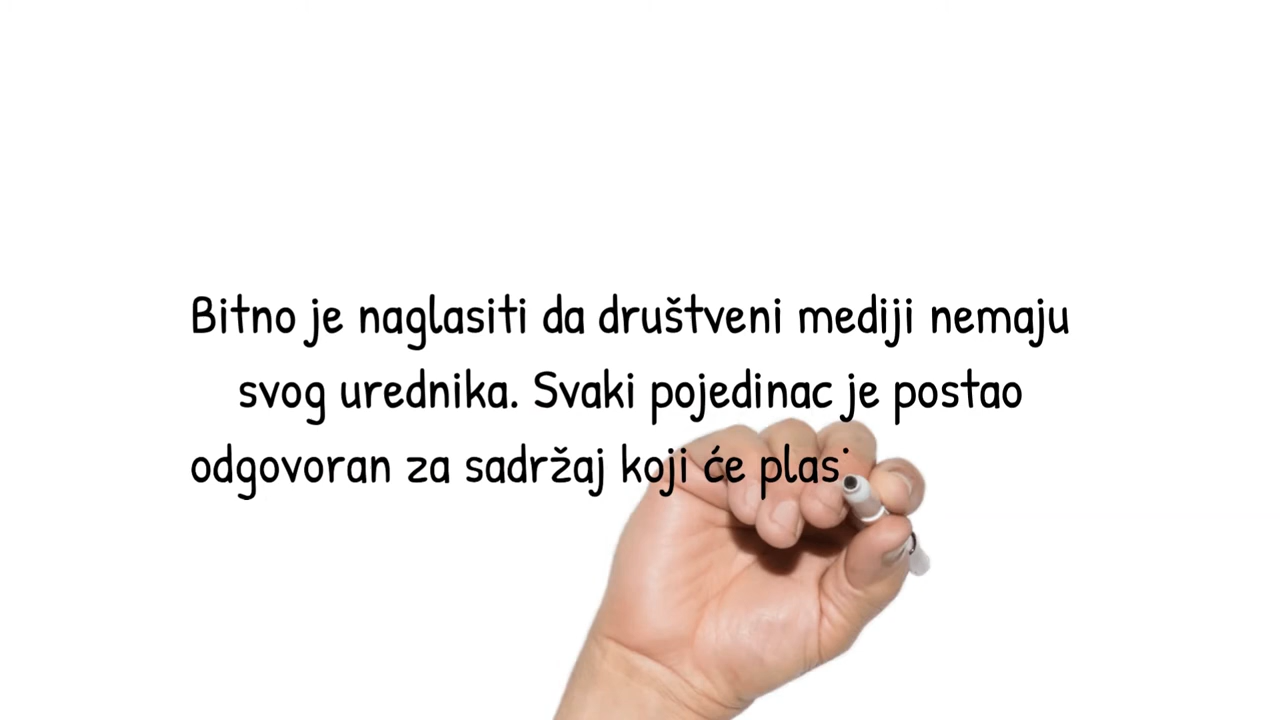 Bitno je naglasiti da društveni mediji nemaju
svog urednika. Svaki pojedinac je postao
odgovoran za sadržaj koji će plas